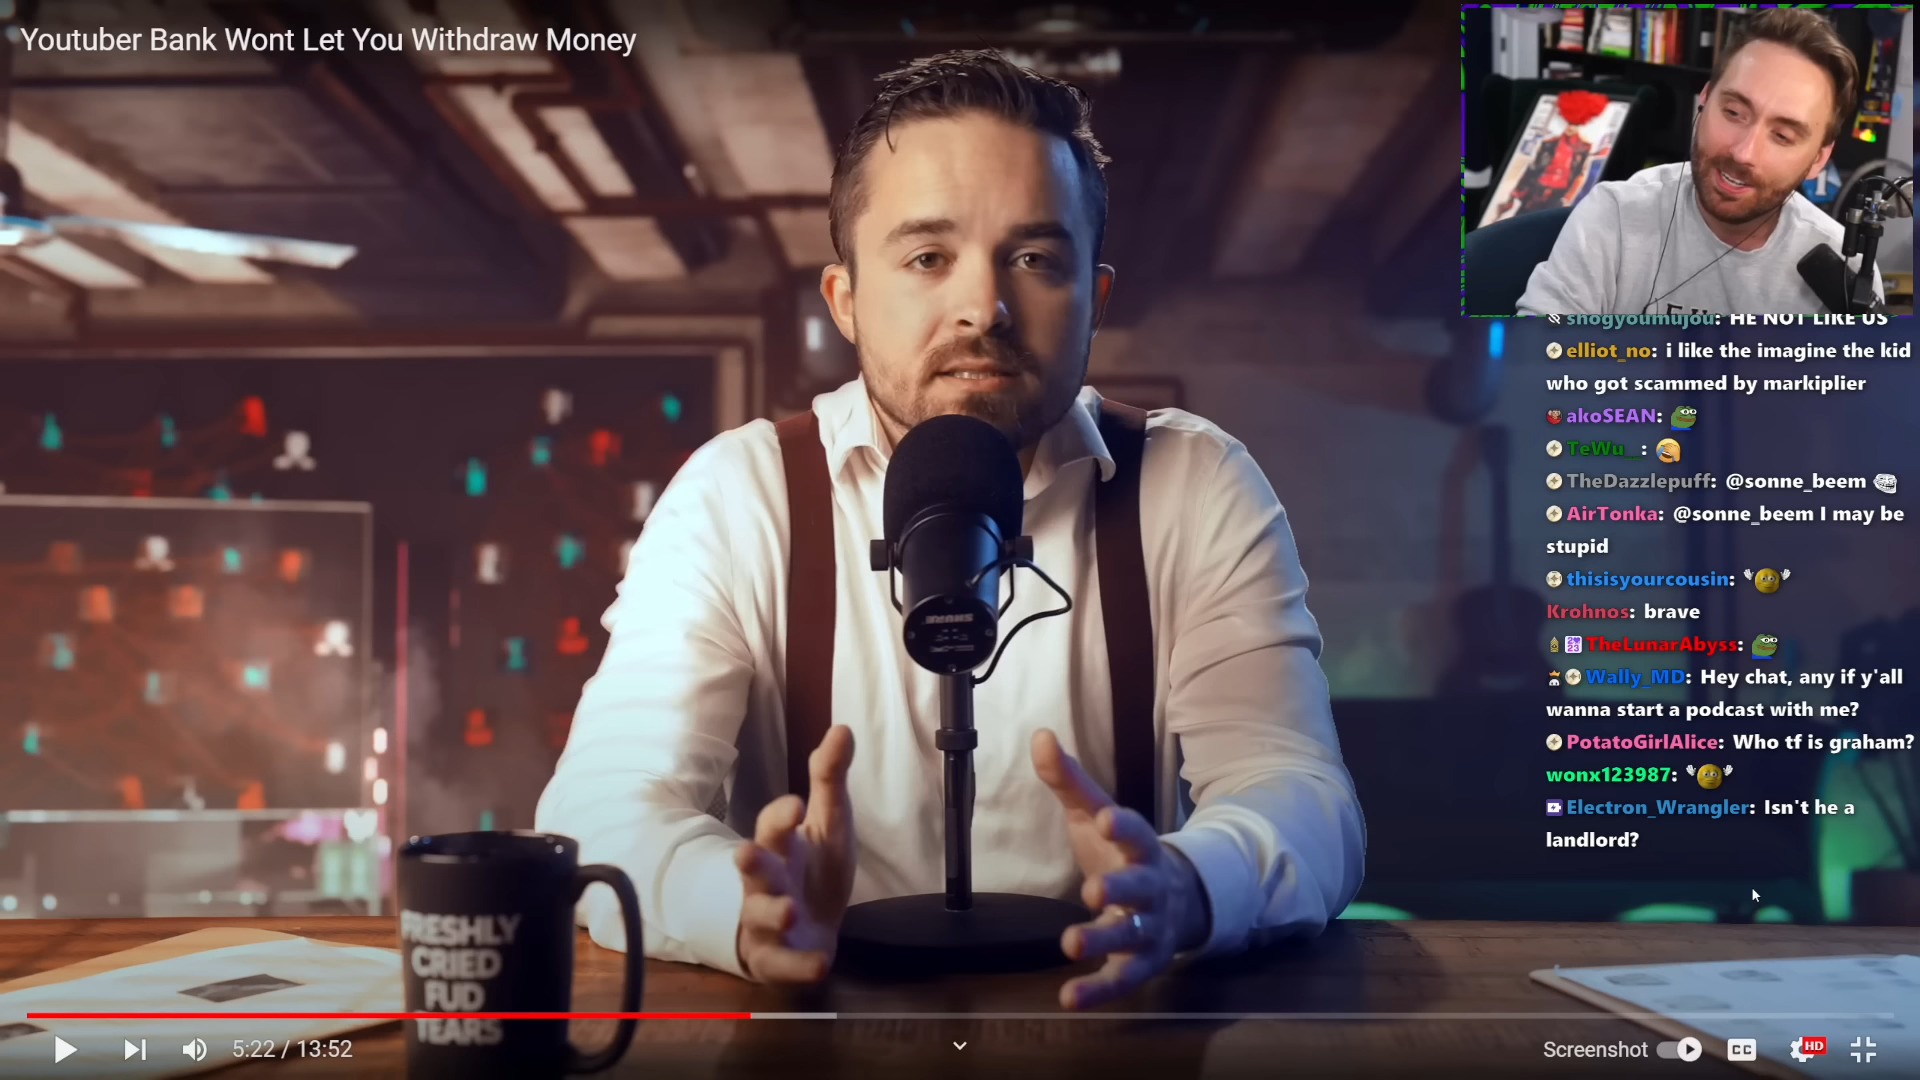 Youtuber Bank Wont Let You Withdraw Money
shogyoumujou: HE NOT LIKE US
elliot_no: i like the imagine the kid
who got scammed by markiplier
akoSEAN:
TeWu_:
TheDazzlepuff: @sonne_beem
AirTonka: @sonne_beem I may be
stupid
thisisyourcousin:
Krohnos: brave
TheLunarAbyss:
Wally_MD: Hey chat, any if y'all
wanna start a podcast with me?
PotatoGirlAlice: Who tf is graham?
wonx123987:
Electron_Wrangler: Isn't he a
landlord?
SHURE
FRESHLY
CRIED
FUD
TEARS
5:22 / 13:52
Screenshot
CC
HD